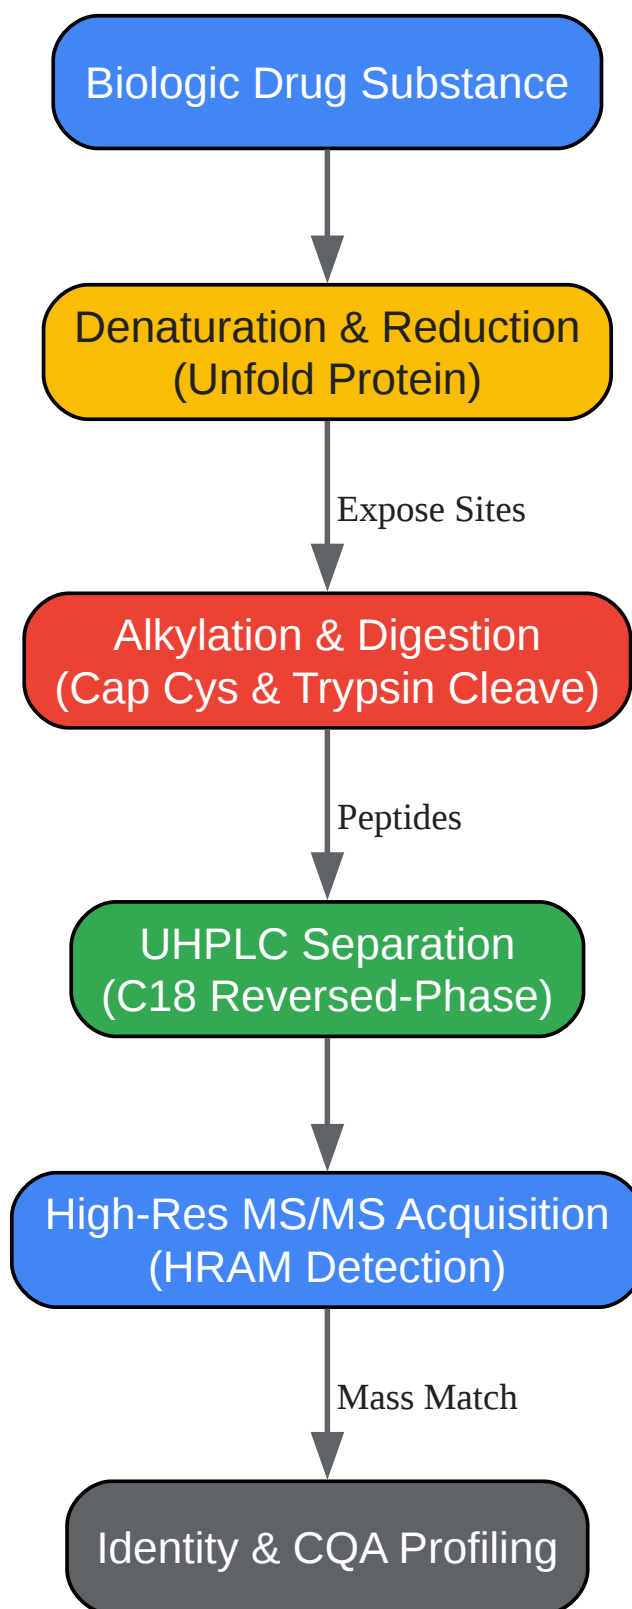 Biologic Drug Substance
Denaturation & Reduction
(Unfold Protein)
Expose Sites
Alkylation & Digestion
(Cap Cys & Trypsin Cleave)
Peptides
UHPLC Separation
(C18 Reversed-Phase)
High-Res MS/MS Acquisition
(HRAM Detection)
Mass Match
Identity & CQA Profiling